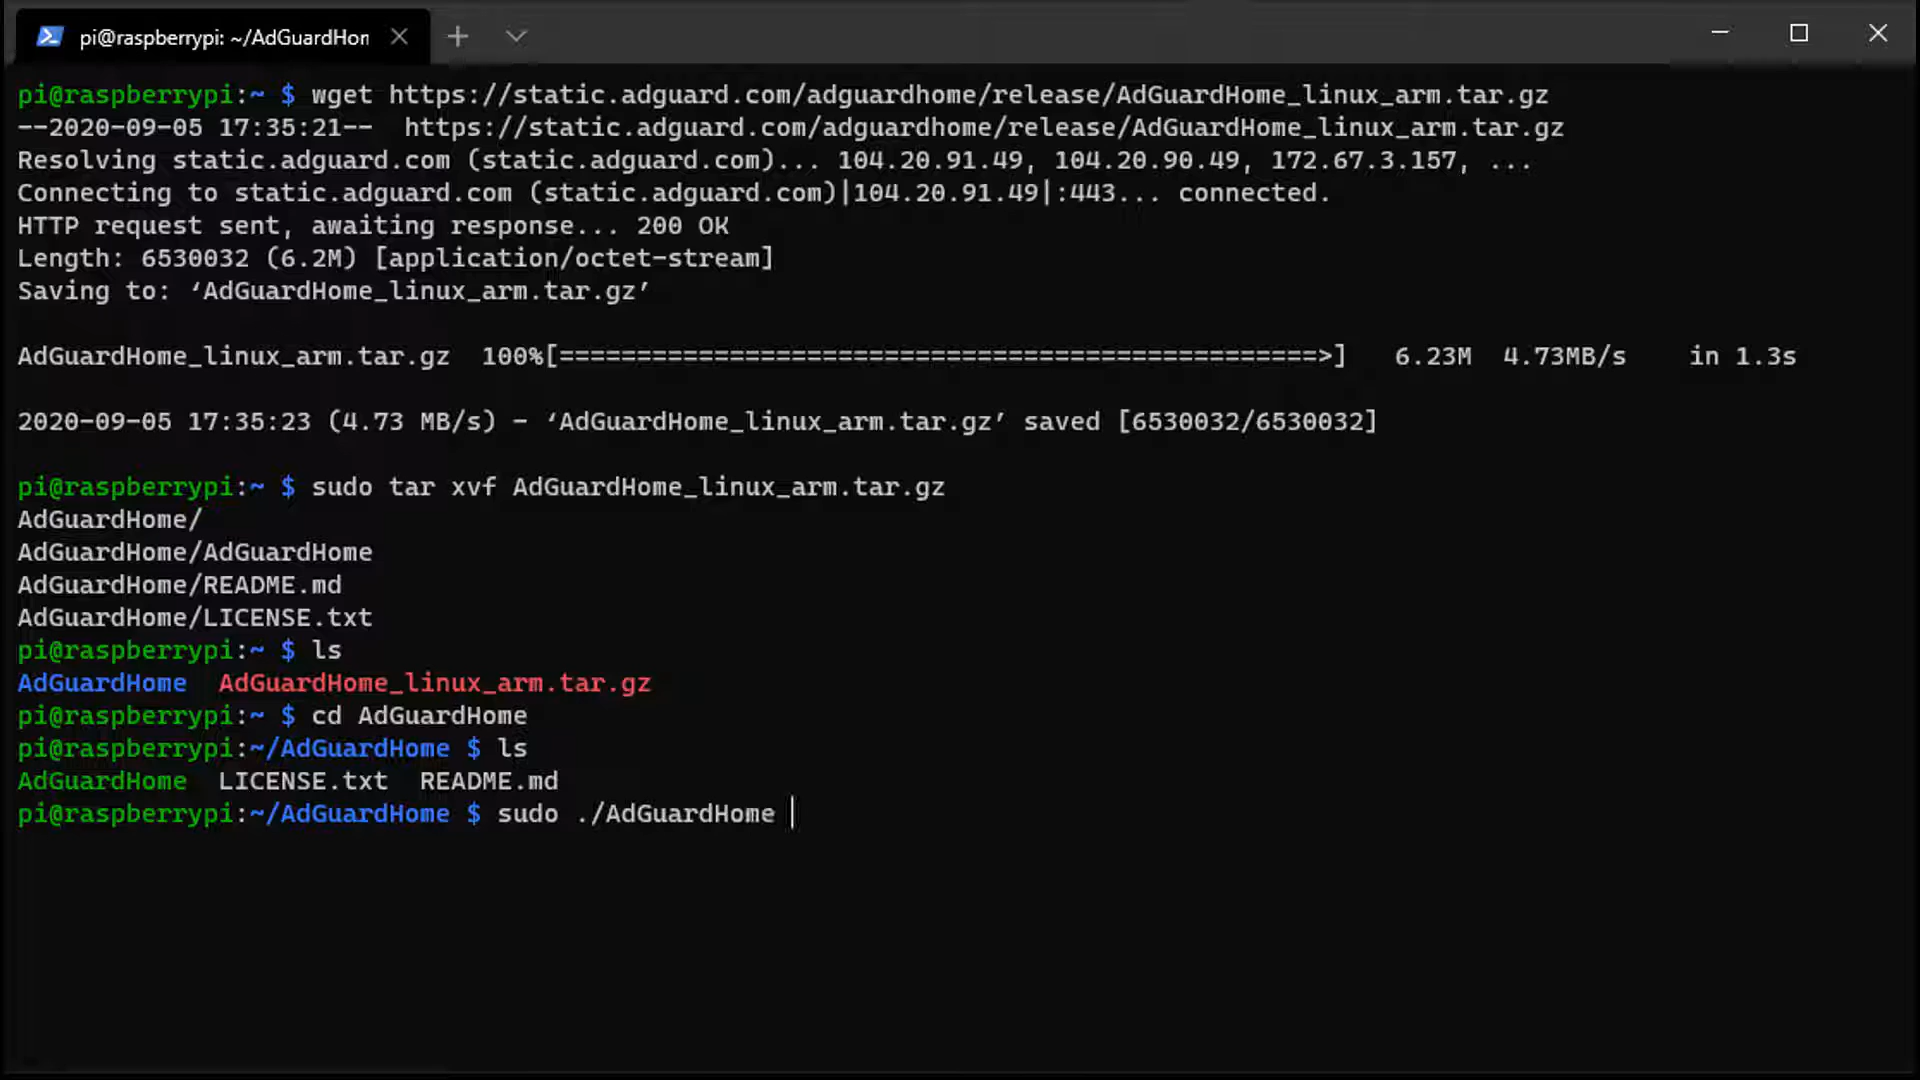 pi@raspberrypi: ~/AdGuardHon
pi@raspberrypi:~ $ wget https://static.adguard.com/adguardhome/release/AdGuardHome_linux_arm.tar.gz
--2020-09-05 17:35:21--  https://static.adguard.com/adguardhome/release/AdGuardHome_linux_arm.tar.gz
Resolving static.adguard.com (static.adguard.com)... 104.20.91.49, 104.20.90.49, 172.67.3.157, ...
Connecting to static.adguard.com (static.adguard.com)|104.20.91.49|:443... connected.
HTTP request sent, awaiting response... 200 OK
Length: 6530032 (6.2M) [application/octet-stream]
Saving to: ‘AdGuardHome_linux_arm.tar.gz’
AdGuardHome_linux_arm.tar.gz  100%[=================================================>]   6.23M  4.73MB/s    in 1.3s
2020-09-05 17:35:23 (4.73 MB/s) - ‘AdGuardHome_linux_arm.tar.gz’ saved [6530032/6530032]
pi@raspberrypi:~ $ sudo tar xvf AdGuardHome_linux_arm.tar.gz
AdGuardHome/
AdGuardHome/AdGuardHome
AdGuardHome/README.md
AdGuardHome/LICENSE.txt
pi@raspberrypi:~ $ ls
AdGuardHome  AdGuardHome_linux_arm.tar.gz
pi@raspberrypi:~ $ cd AdGuardHome
pi@raspberrypi:~/AdGuardHome $ ls
AdGuardHome  LICENSE.txt  README.md
pi@raspberrypi:~/AdGuardHome $ sudo ./AdGuardHome